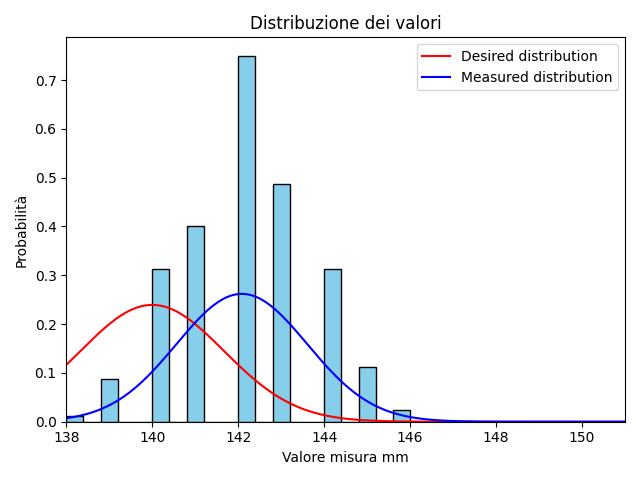 Distribuzione dei valori
Desired distribution
Measured distribution
Probabilità
0.7
0.6
0.5
0.4
0.3
0.2
0.1
0.0
138 140 142 144 146 148 150
Valore misura mm